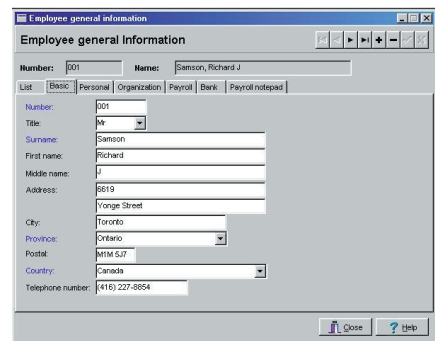 Employee general information
Employee general Information
Number: 001 Name: Samson, Richard J
List Basic Personal Organization Payroll Bank Payroll notepad
Number: 001
Title: Mr
Surname: Samson
First name: Richard
Middle name: J
Address: 6619
Yonge Street
City: Toronto
Province: Ontario
Postal: M1M 5J7
Country: Canada
Telephone number: (416) 227-8854
Close Help